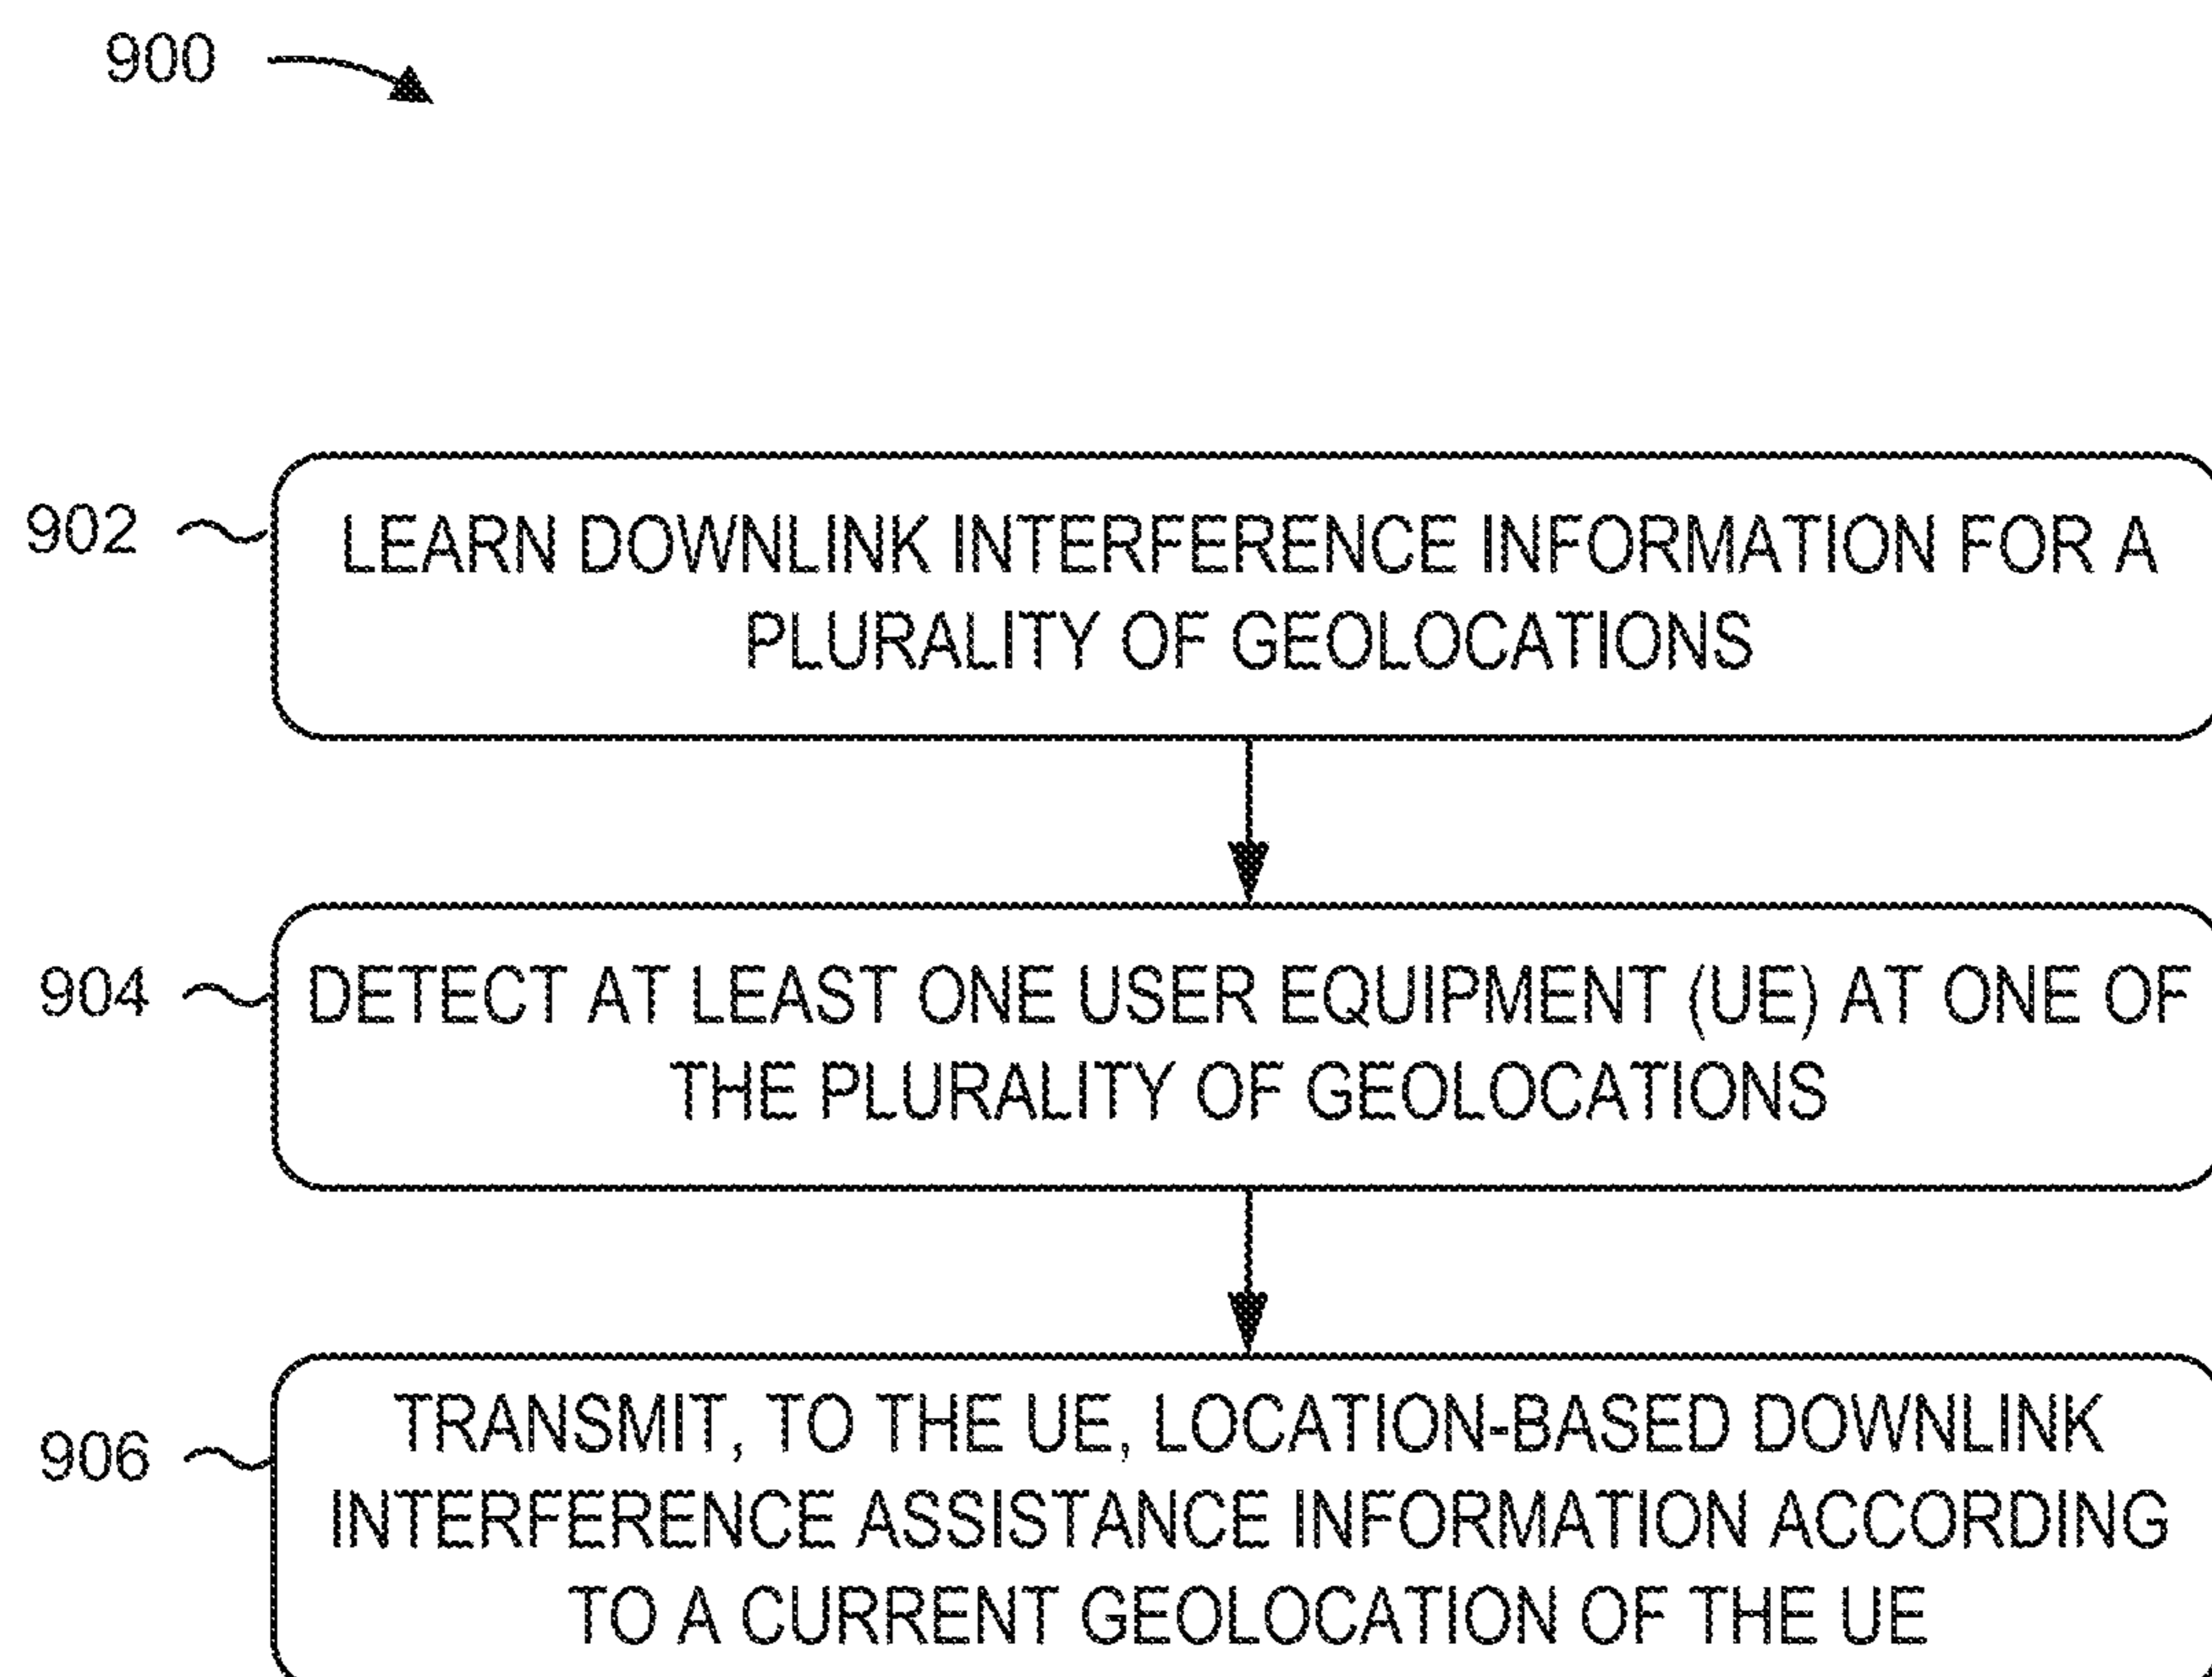 900
902
LEARN DOWNLINK INTERFERENCE INFORMATION FOR A
PLURALITY OF GEOLOCATIONS
904
DETECT AT LEAST ONE USER EQUIPMENT (UE) AT ONE OF
THE PLURALITY OF GEOLOCATIONS
906
TRANSMIT, TO THE UE, LOCATION-BASED DOWNLINK
INTERFERENCE ASSISTANCE INFORMATION ACCORDING
TO A CURRENT GEOLOCATION OF THE UE